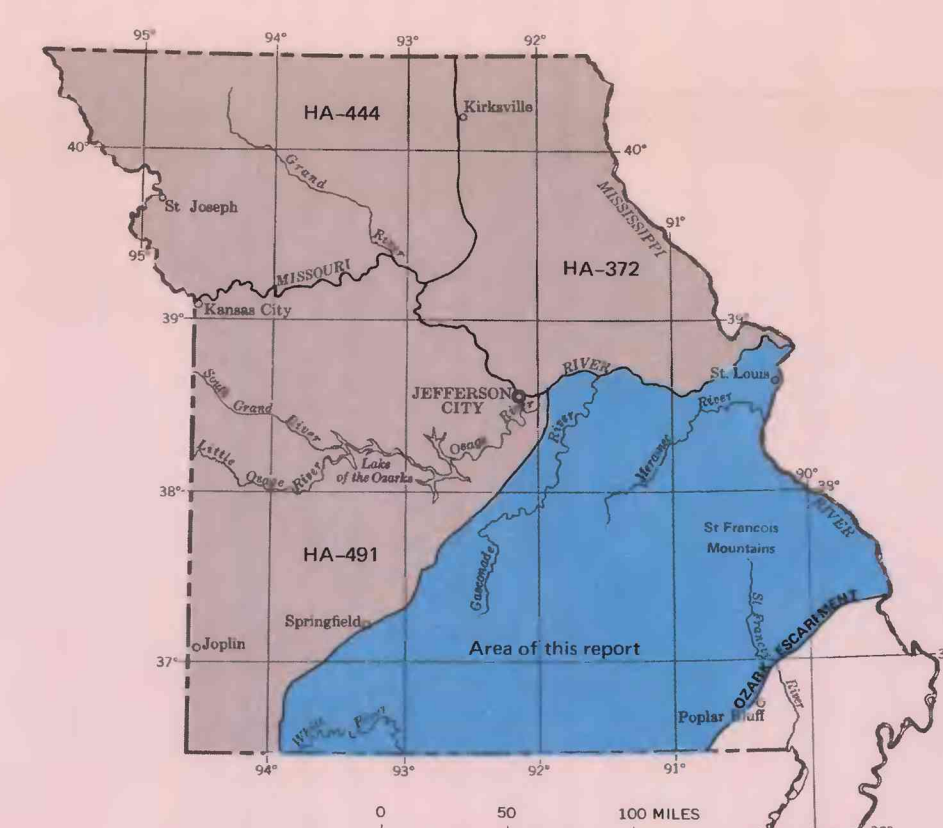 95°
94°
93°
92°
HA-444
Kirksville
40°
40°
Grand
River
MISSISSIPPI
St Joseph
91°
95°
MISSOURI
HA-372
Kansas City
39°
39°
RIVER
St. Louis
South
Grand
River
JEFFERSON
CITY
River
River
River
Osage
Meramec
Little
Osage
River
Lake
of the Ozarks
90°
38°
38°
RIVER
St Francois
Mountains
HA-491
Gasconade
St Francis
Springfield
OZARK ESCARPMENT
Joplin
Area of this report
37°
River
Poplar Bluff
White
River
94°
93°
92°
91°
0
50
100 MILES